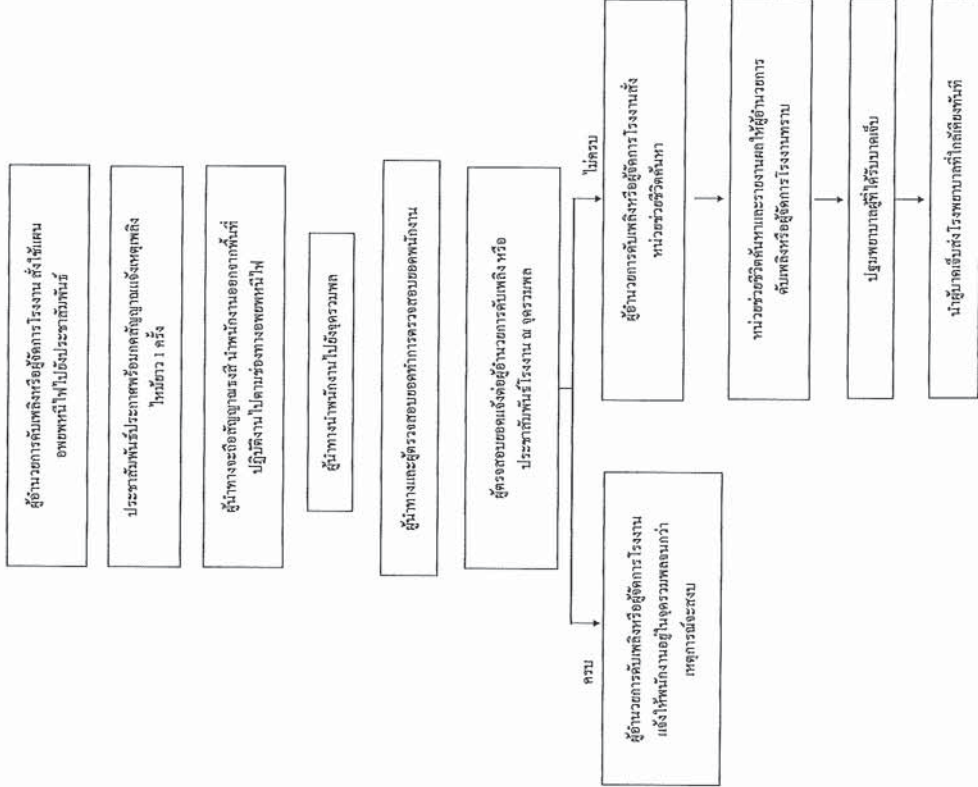 ผู้อำนวยการดับเพลิงหรือผู้จัดการโรงงาน สั่งใช้แผน
อพยพหนีไฟไปยังประชาสัมพันธ์
ประชาสัมพันธ์ประกาศพร้อมกดสัญญาณแจ้งเหตุเพลิง
ไหม้ยาว 1 ครั้ง
ผู้นำทางจะถือสัญญาณธงสี นำพนักงานออกจากพื้นที่
ปฏิบัติงานไปตามช่องทางอพยพหนีไฟ
ผู้นำทางนำพนักงานไปยังจุดรวมพล
ผู้นำทางและผู้ตรวจสอบยอดทำการตรวจสอบยอดพนักงาน
ผู้ตรวจสอบยอดแจ้งต่อผู้อำนวยการดับเพลิง หรือ
ประชาสัมพันธ์โรงงาน ณ จุดรวมพล
ครบ
ผู้อำนวยการดับเพลิงหรือผู้จัดการโรงงาน
แจ้งให้พนักงานอยู่ในจุดรวมพลจนกว่า
เหตุการณ์จะสงบ
ไม่ครบ
ผู้อำนวยการดับเพลิงหรือผู้จัดการโรงงานสั่ง
หน่วยช่วยชีวิตค้นหา
หน่วยช่วยชีวิตค้นหาและรายงานผลให้ผู้อำนวยการ
ดับเพลิงหรือผู้จัดการโรงงานทราบ
ปฐมพยาบาลผู้ที่ได้รับบาดเจ็บ
นำผู้บาดเจ็บส่งโรงพยาบาลที่ใกล้เคียงทันที